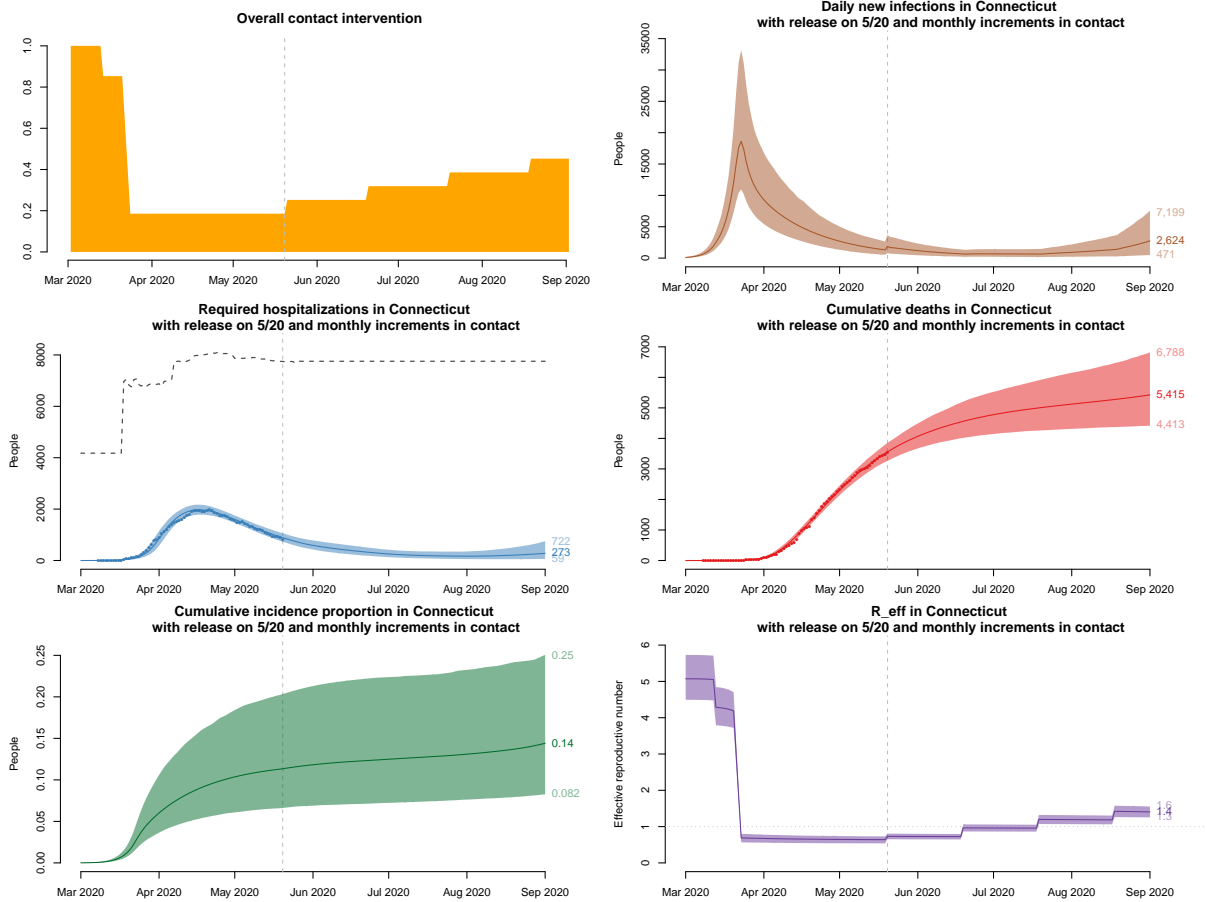 Overall contact intervention
1.0
0.8
0.6
0.4
0.2
0.0
Mar 2020 Apr 2020 May 2020 Jun 2020 Jul 2020 Aug 2020 Sep 2020
Daily new infections in Connecticut
with release on 5/20 and monthly increments in contact
People
35000
25000
15000
5000
0
7,199
2,624
471
Mar 2020 Apr 2020 May 2020 Jun 2020 Jul 2020 Aug 2020 Sep 2020
Required hospitalizations in Connecticut
with release on 5/20 and monthly increments in contact
People
8000
6000
4000
2000
0
722
273
59
Mar 2020 Apr 2020 May 2020 Jun 2020 Jul 2020 Aug 2020 Sep 2020
Cumulative deaths in Connecticut
with release on 5/20 and monthly increments in contact
People
7000
5000
3000
1000
0
6,788
5,415
4,413
Mar 2020 Apr 2020 May 2020 Jun 2020 Jul 2020 Aug 2020 Sep 2020
Cumulative incidence proportion in Connecticut
with release on 5/20 and monthly increments in contact
People
0.25
0.20
0.15
0.10
0.05
0.00
0.25
0.14
0.082
Mar 2020 Apr 2020 May 2020 Jun 2020 Jul 2020 Aug 2020 Sep 2020
R_eff in Connecticut
with release on 5/20 and monthly increments in contact
Effective reproductive number
6
5
4
3
2
1
0
1.6
1.4
1.3
Mar 2020 Apr 2020 May 2020 Jun 2020 Jul 2020 Aug 2020 Sep 2020